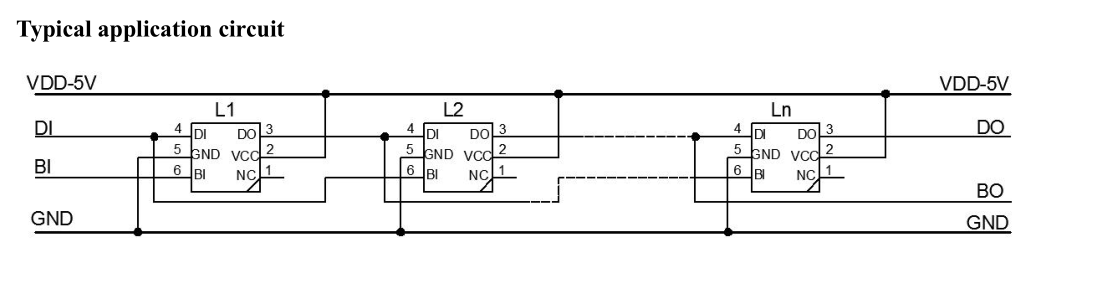 Typical application circuit
VDD-5V VDD-5V
L1 L2 Ln
DI 4 DI DO 3 4 DI DO 3 4 DI DO 3 DO
5 GND VCC 2 5 GND VCC 2 5 GND VCC 2
BI 6 BI NC 1 6 BI NC 1 6 BI NC 1
BO
GND GND